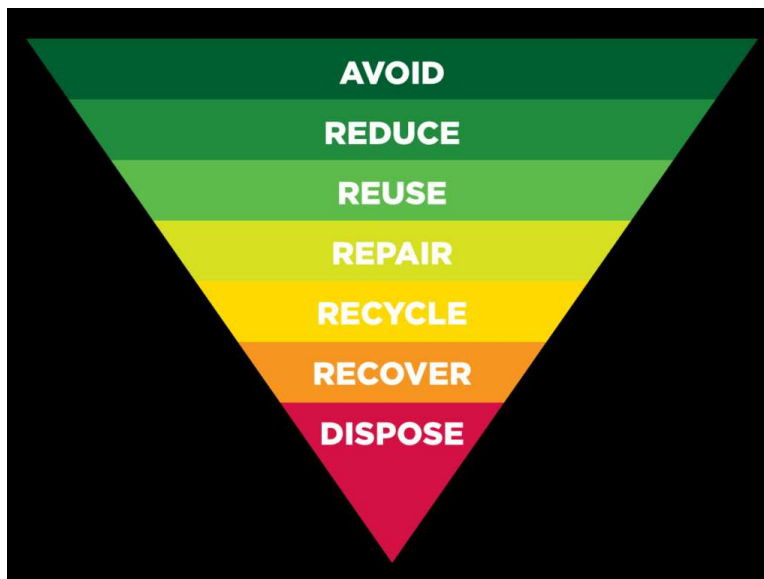 AVOID
REDUCE
REUSE
REPAIR
RECYCLE
RECOVER
DISPOSE